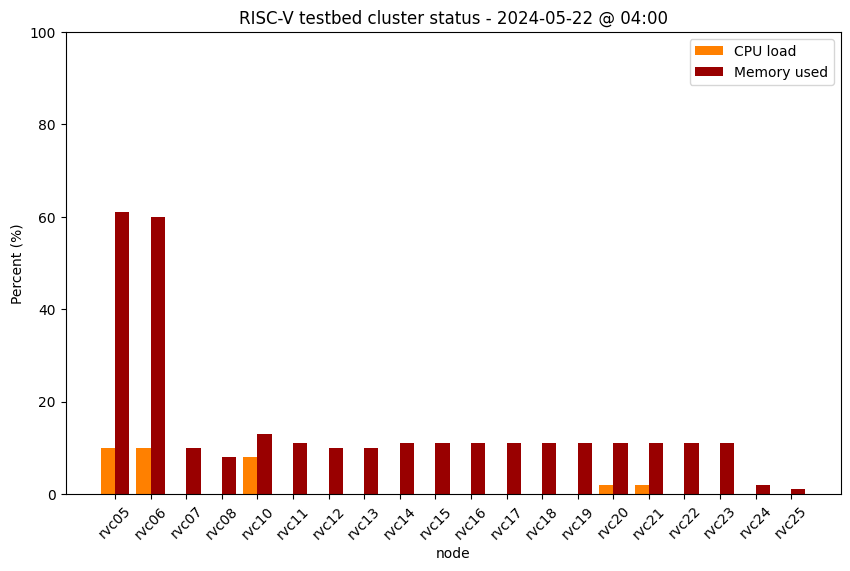 RISC-V testbed cluster status - 2024-05-22 @ 04:00
CPU load
Memory used
Percent (%)
100
80
60
40
20
0
rvc05
rvc06
rvc07
rvc08
rvc10
rvc11
rvc12
rvc13
rvc14
rvc15
rvc16
rvc17
rvc18
rvc19
rvc20
rvc21
rvc22
rvc23
rvc24
rvc25
node